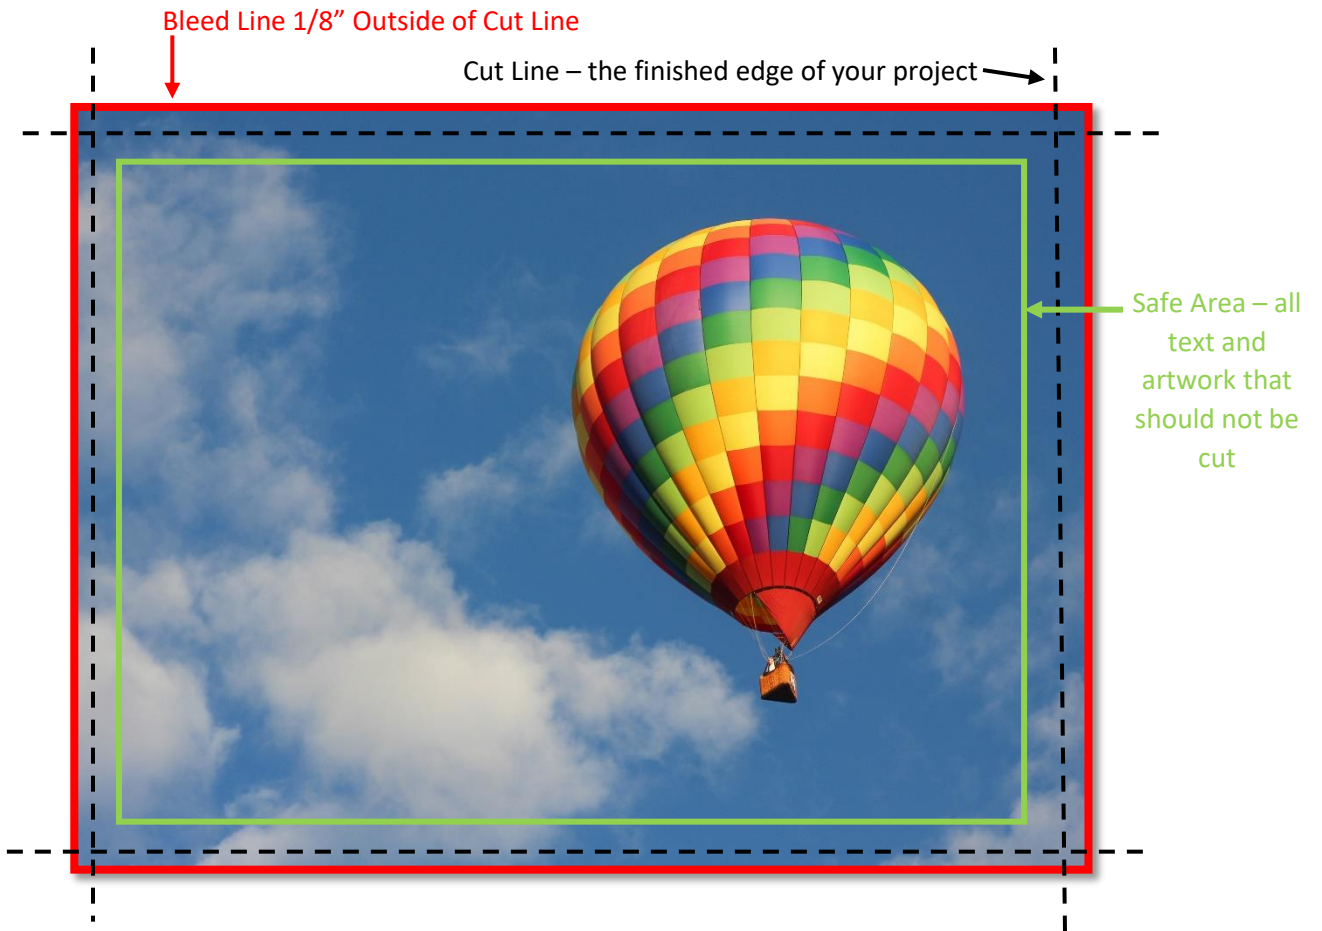 Bleed Line 1/8” Outside of Cut Line
Cut Line – the finished edge of your project
Safe Area – all
text and
artwork that
should not be
cut